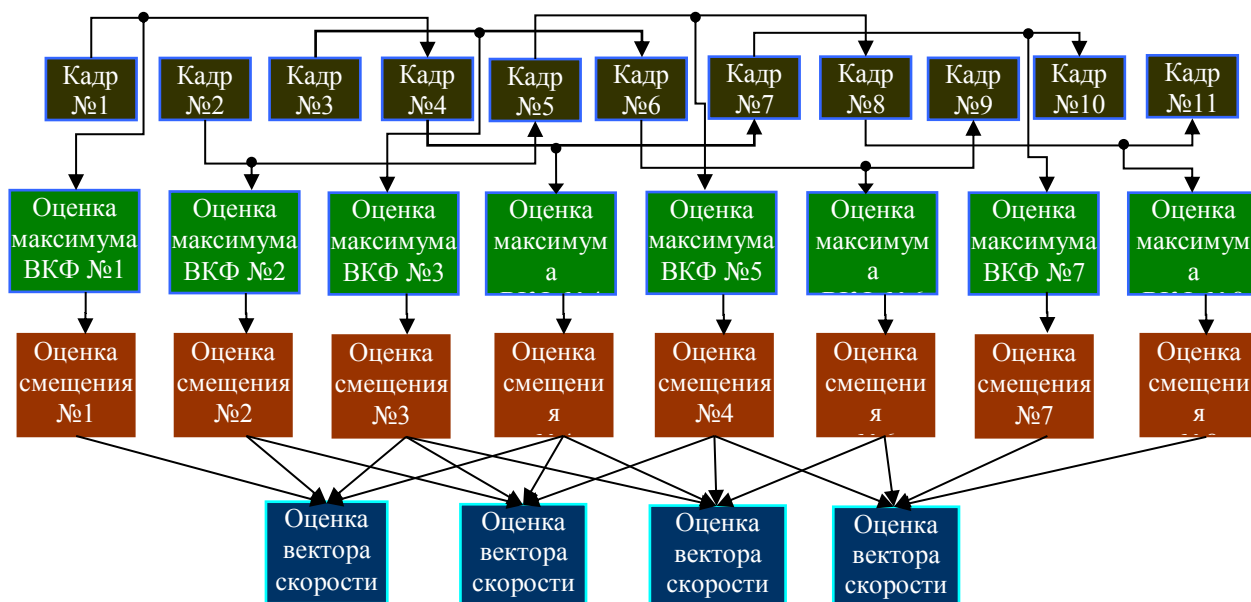 Кадр
№1
Кадр
№2
Кадр
№3
Кадр
№4
Кадр
№5
Кадр
№6
Кадр
№7
Кадр
№8
Кадр
№9
Кадр
№10
Кадр
№11
Оценка
максимума
ВКФ №1
Оценка
максимума
ВКФ №2
Оценка
максимума
ВКФ №3
Оценка
максимум
а
Оценка
максимума
ВКФ №5
Оценка
максимум
а
Оценка
максимума
ВКФ №7
Оценка
максимум
а
Оценка
смещения
№1
Оценка
смещения
№2
Оценка
смещения
№3
Оценка
смещени
я
Оценка
смещения
№4
Оценка
смещени
я
Оценка
смещения
№7
Оценка
смещени
я
Оценка
вектора
скорости
Оценка
вектора
скорости
Оценка
вектора
скорости
Оценка
вектора
скорости